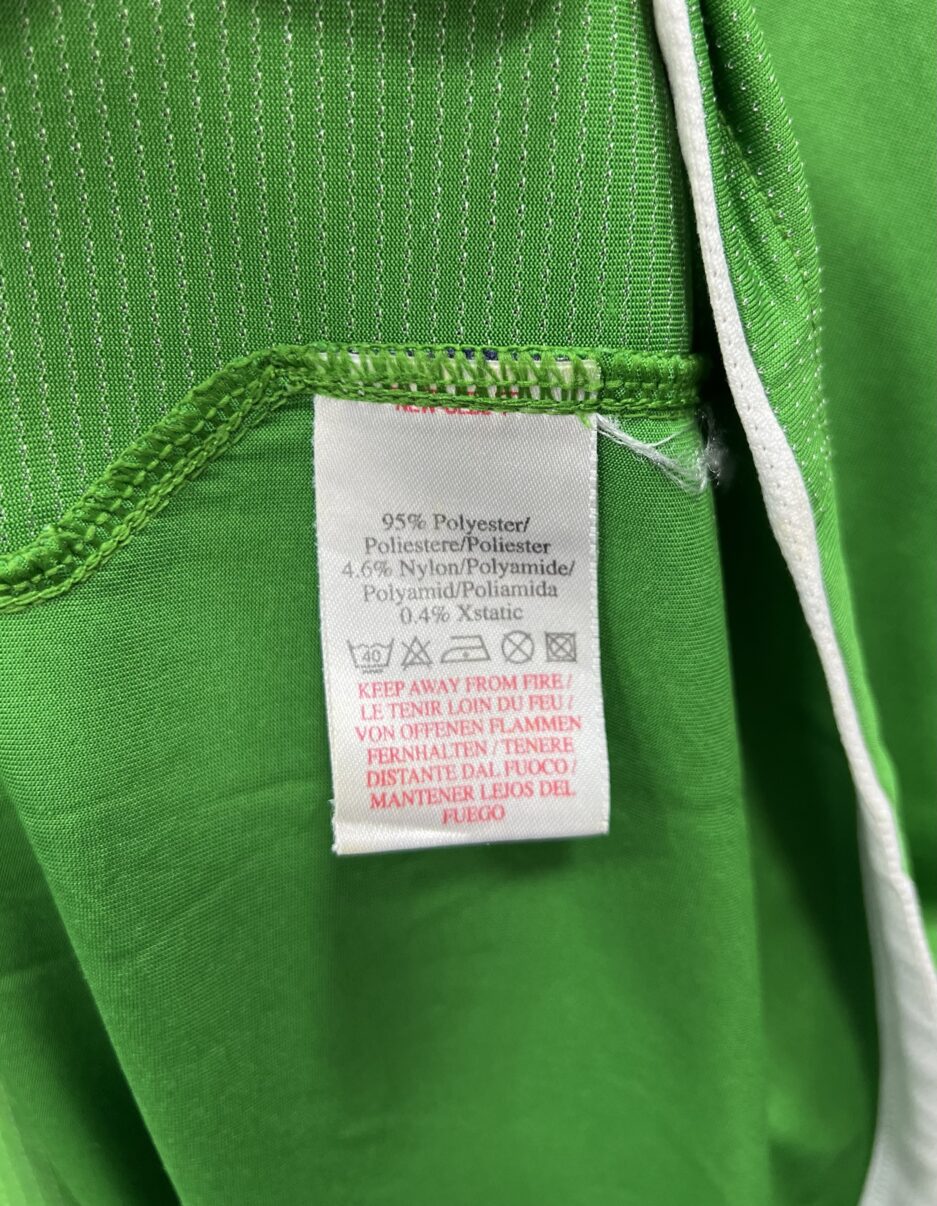 95% Polyester/
Poliestere/Poliester
4.6% Nylon/Polyamide/
Polyamid/Poliamida
0.4% Xstatic
40
KEEP AWAY FROM FIRE /
LE TENIR LOIN DU FEU /
VON OFFENEN FLAMMEN
FERNHALTEN / TENERE
DISTANTE DAL FUOCO /
MANTENER LEJOS DEL
FUEGO